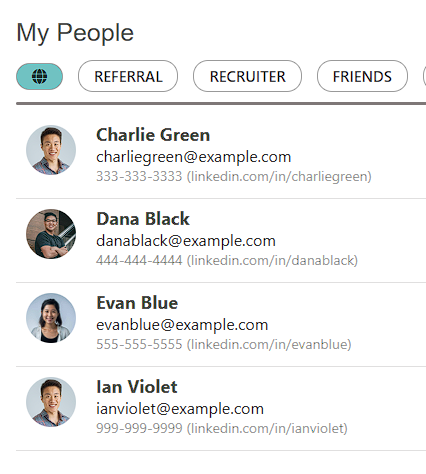 My People
REFERRAL RECRUITER FRIENDS
Charlie Green
charliegreen@example.com
333-333-3333 (linkedin.com/in/charliegreen)
Dana Black
danablack@example.com
444-444-4444 (linkedin.com/in/danablack)
Evan Blue
evanblue@example.com
555-555-5555 (linkedin.com/in/evanblue)
Ian Violet
ianviolet@example.com
999-999-9999 (linkedin.com/in/ianviolet)